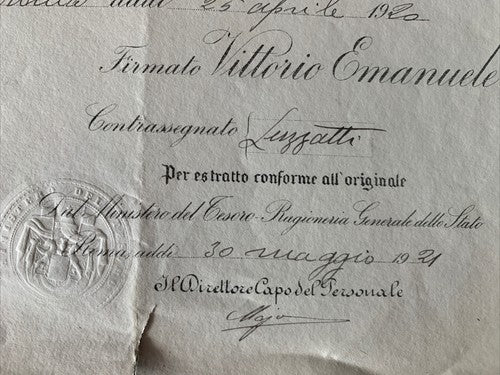 addì 25 aprile 1920
Firmato Vittorio Emanuele
Contrassegnato Luzzatti
Per estratto conforme all'originale
Dal Ministero del Tesoro - Ragioneria Generale dello Stato
Roma, addì 30 maggio 1921
Il Direttore Capo del Personale